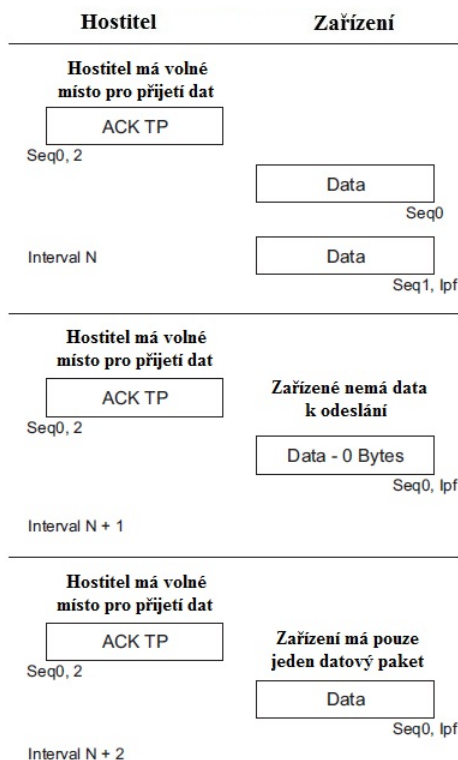 Hostitel Zařízení
Hostitel má volné
místo pro přijetí dat
ACK TP
Seq0, 2
Data
Seq0
Interval N
Data
Seq1, lpf
Hostitel má volné
místo pro přijetí dat
ACK TP
Seq0, 2
Zařízené nemá data
k odeslání
Data - 0 Bytes
Seq0, lpf
Interval N + 1
Hostitel má volné
místo pro přijetí dat
ACK TP
Seq0, 2
Zařízení má pouze
jeden datový paket
Data
Seq0, lpf
Interval N + 2